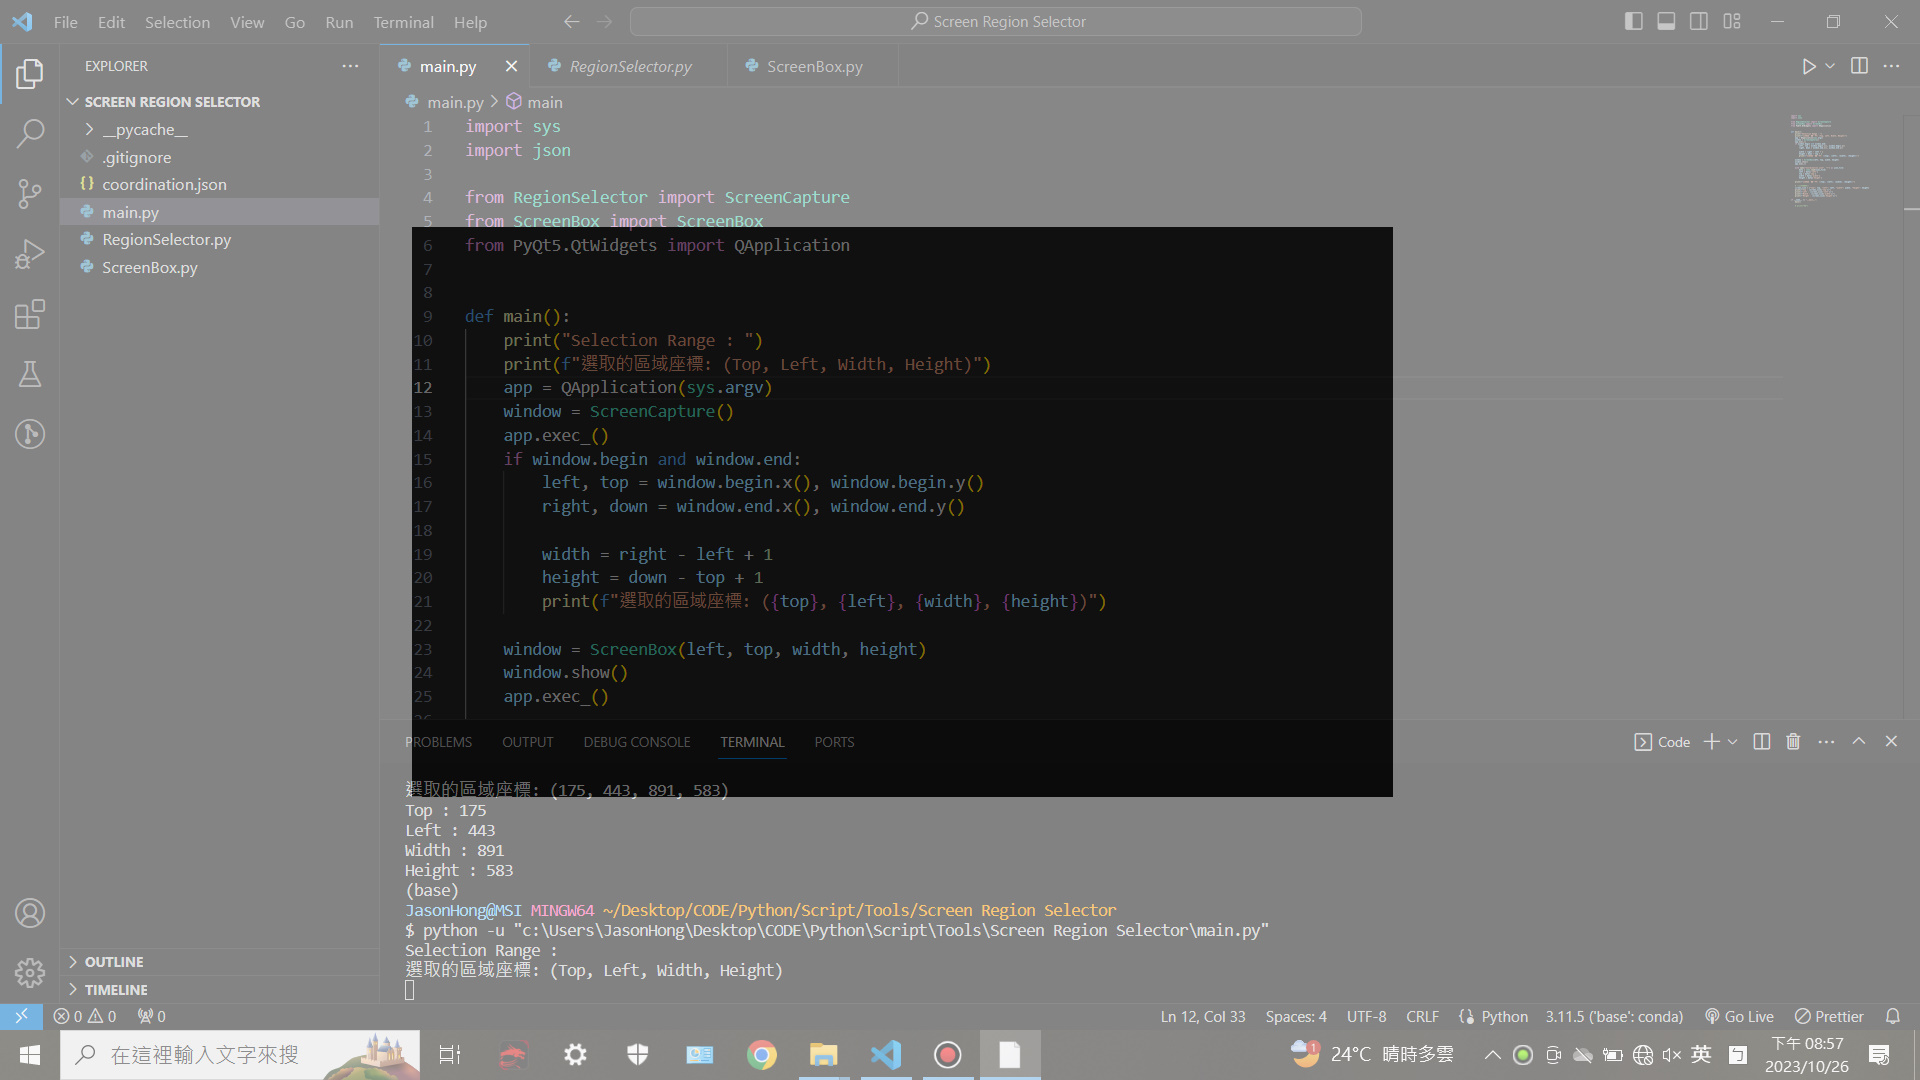 File Edit Selection View Go Run Terminal Help
Screen Region Selector
EXPLORER
SCREEN REGION SELECTOR
__pycache__
.gitignore
coordination.json
main.py
RegionSelector.py
ScreenBox.py
OUTLINE
TIMELINE
main.py RegionSelector.py ScreenBox.py
main.py > main
1 import sys
2 import json
3
4 from RegionSelector import ScreenCapture
5 from ScreenBox import ScreenBox
6 from PyQt5.QtWidgets import QApplication
7
8
9 def main():
10 print("Selection Range : ")
11 print(f"選取的區域座標: (Top, Left, Width, Height)")
12 app = QApplication(sys.argv)
13 window = ScreenCapture()
14 app.exec_()
15 if window.begin and window.end:
16 left, top = window.begin.x(), window.begin.y()
17 right, down = window.end.x(), window.end.y()
18
19 width = right - left + 1
20 height = down - top + 1
21 print(f"選取的區域座標: ({top}, {left}, {width}, {height})")
22
23 window = ScreenBox(left, top, width, height)
24 window.show()
25 app.exec_()
PROBLEMS OUTPUT DEBUG CONSOLE TERMINAL PORTS
Code
選取的區域座標: (175, 443, 891, 583)
Top : 175
Left : 443
Width : 891
Height : 583
(base)
JasonHong@MSI MINGW64 ~/Desktop/CODE/Python/Script/Tools/Screen Region Selector
$ python -u "c:\Users\JasonHong\Desktop\CODE\Python\Script\Tools\Screen Region Selector\main.py"
Selection Range :
選取的區域座標: (Top, Left, Width, Height)
0 0 0
Ln 12, Col 33 Spaces: 4 UTF-8 CRLF Python 3.11.5 ('base': conda) Go Live Prettier
在這裡輸入文字來搜
1 24°C 晴時多雲
英
下午 08:57
2023/10/26